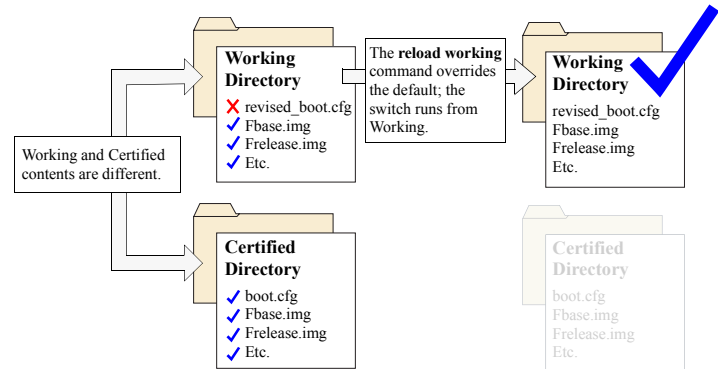 Working and Certified
contents are different.
Working
Directory
revised_boot.cfg
Fbase.img
Frelease.img
Etc.
Certified
Directory
boot.cfg
Fbase.img
Frelease.img
Etc.
The reload working
command overrides
the default; the
switch runs from
Working.
Working
Directory
revised_boot.cfg
Fbase.img
Frelease.img
Etc.
Certified
Directory
boot.cfg
Fbase.img
Frelease.img
Etc.